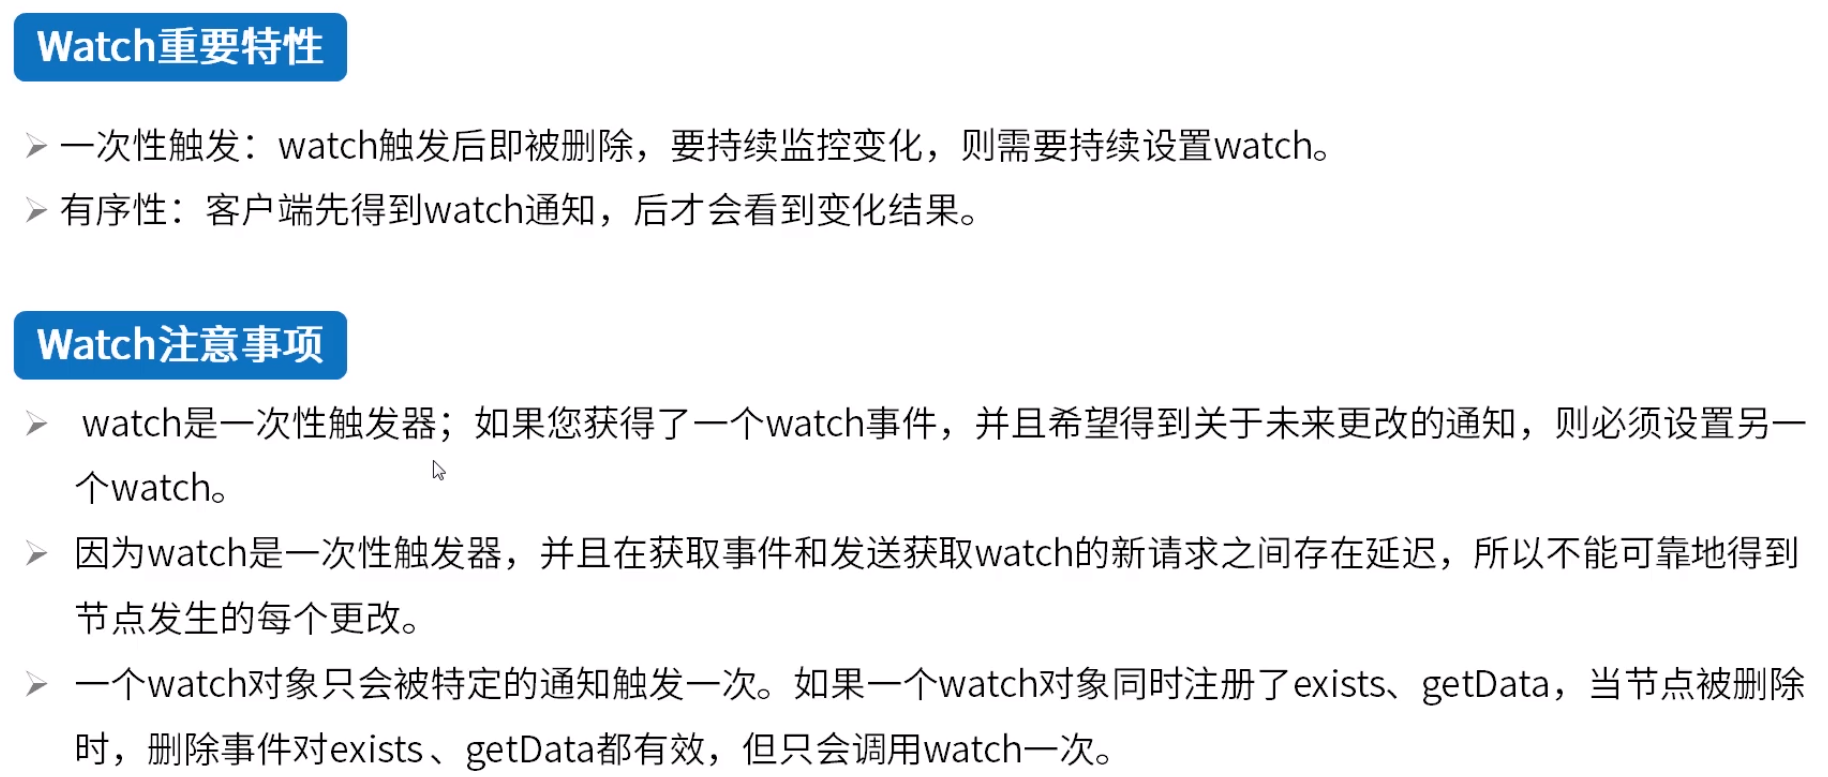 Watch重要特性
一次性触发：watch触发后即被删除，要持续监控变化，则需要持续设置watch。
有序性：客户端先得到watch通知，后才会看到变化结果。
Watch注意事项
watch是一次性触发器；如果您获得了一个watch事件，并且希望得到关于未来更改的通知，则必须设置另一
个watch。
因为watch是一次性触发器，并且在获取事件和发送获取watch的新请求之间存在延迟，所以不能可靠地得到
节点发生的每个更改。
一个watch对象只会被特定的通知触发一次。如果一个watch对象同时注册了exists、getData，当节点被删除
时，删除事件对exists、getData都有效，但只会调用watch一次。